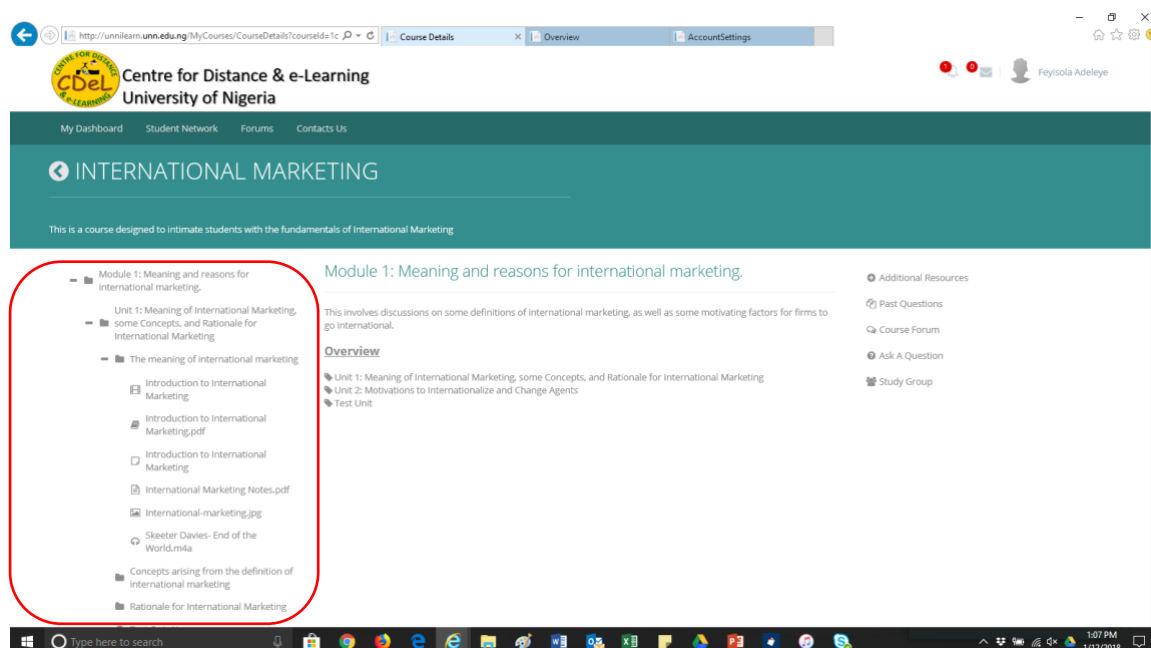 http://unnilearn.unn.edu.ng/MyCourses/CourseDetails?courseId=1c
Course Details
Overview
AccountSettings
CDeL
Centre for Distance & e-Learning
University of Nigeria
1
0
Feyisola Adeleye
My Dashboard
Student Network
Forums
Contacts Us
INTERNATIONAL MARKETING
This is a course designed to intimate students with the fundamentals of International Marketing
Module 1: Meaning and reasons for
international marketing.
Unit 1: Meaning of International Marketing,
some Concepts, and Rationale for
International Marketing
The meaning of international marketing
Introduction to International
Marketing
Introduction to International
Marketing.pdf
Introduction to International
Marketing
International Marketing Notes.pdf
International-marketing.jpg
Skeeter Davies- End of the
World.m4a
Concepts arising from the definition of
international marketing
Rationale for International Marketing
Module 1: Meaning and reasons for international marketing.
This involves discussions on some definitions of international marketing, as well as some motivating factors for firms to
go international.
Overview
Unit 1: Meaning of International Marketing, some Concepts, and Rationale for International Marketing
Unit 2: Motivations to Internationalize and Change Agents
Test Unit
Additional Resources
Past Questions
Course Forum
Ask A Question
Study Group
Type here to search
1:07 PM
1/12/2018